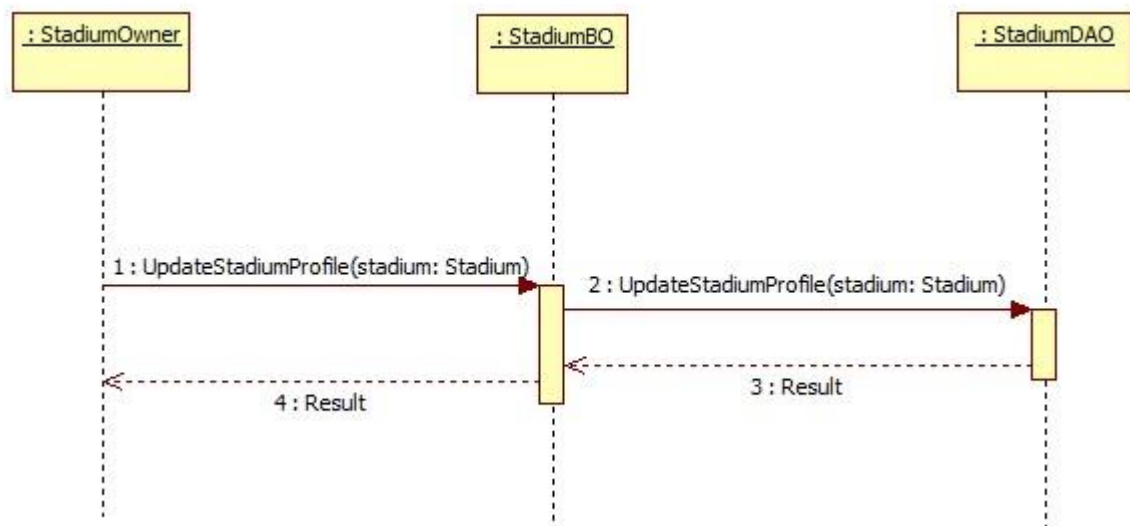 : StadiumOwner
: StadiumBO
: StadiumDAO
1 : UpdateStadiumProfile(stadium: Stadium)
2 : UpdateStadiumProfile(stadium: Stadium)
3 : Result
4 : Result